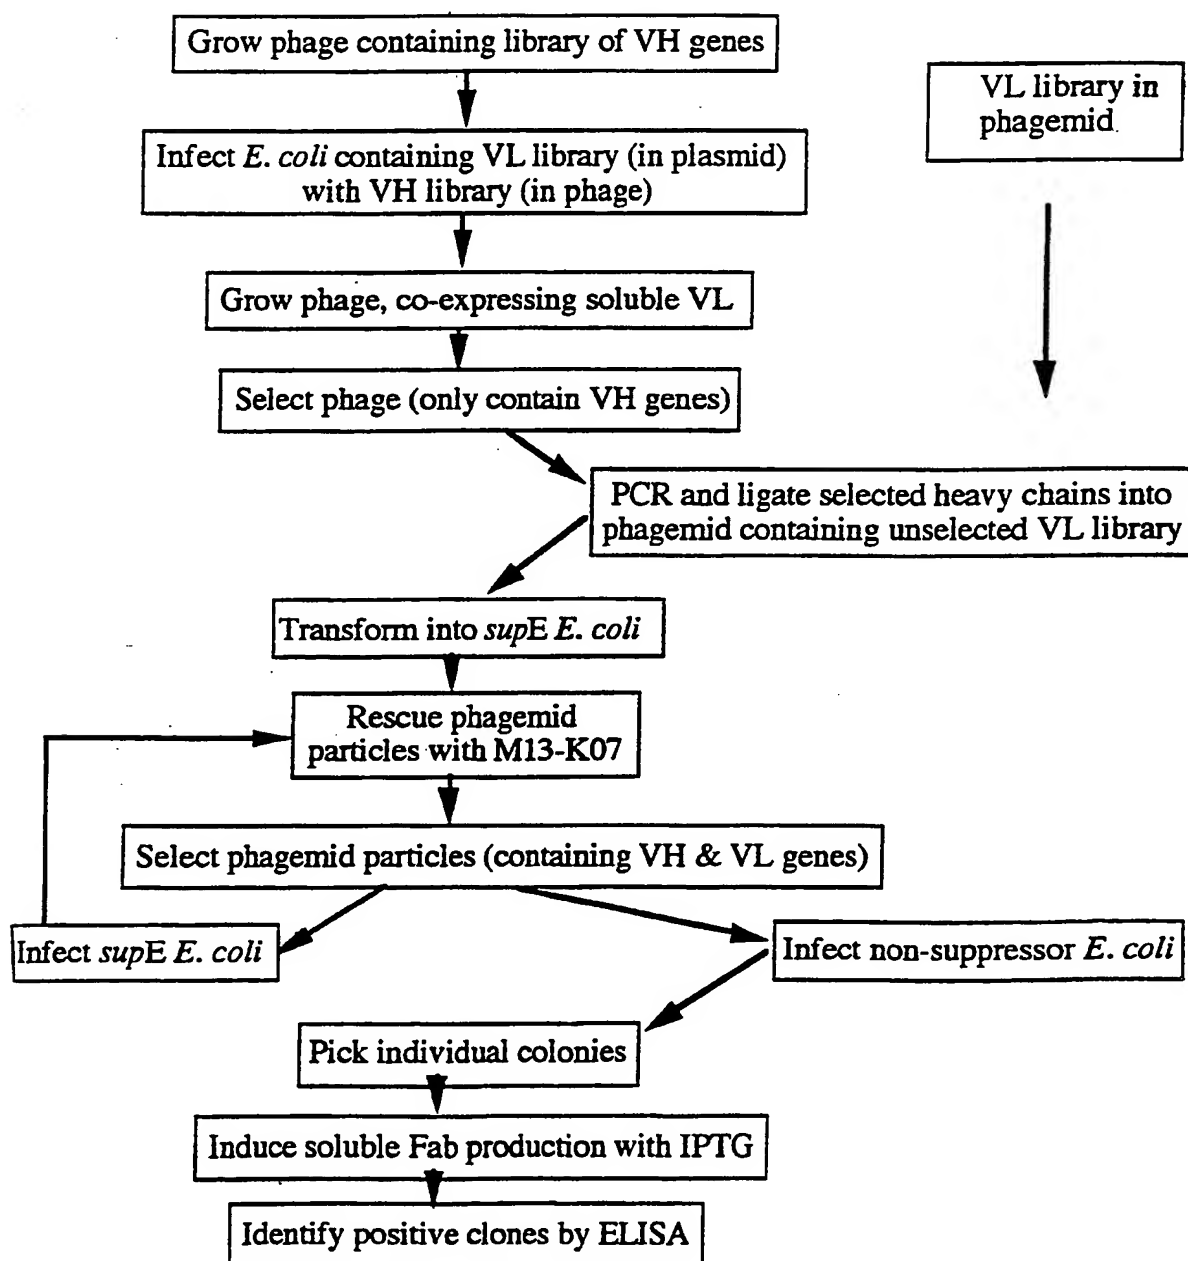 Grow phage containing library of VH genes
VL library in
phagemid
Infect E. coli containing VL library (in plasmid)
with VH library (in phage)
Grow phage, co-expressing soluble VL
Select phage (only contain VH genes)
PCR and ligate selected heavy chains into
phagemid containing unselected VL library
Transform into supE E. coli
Rescue phagemid
particles with M13-K07
Select phagemid particles (containing VH & VL genes)
Infect supE E. coli
Infect non-suppressor E. coli
Pick individual colonies
Induce soluble Fab production with IPTG
Identify positive clones by ELISA